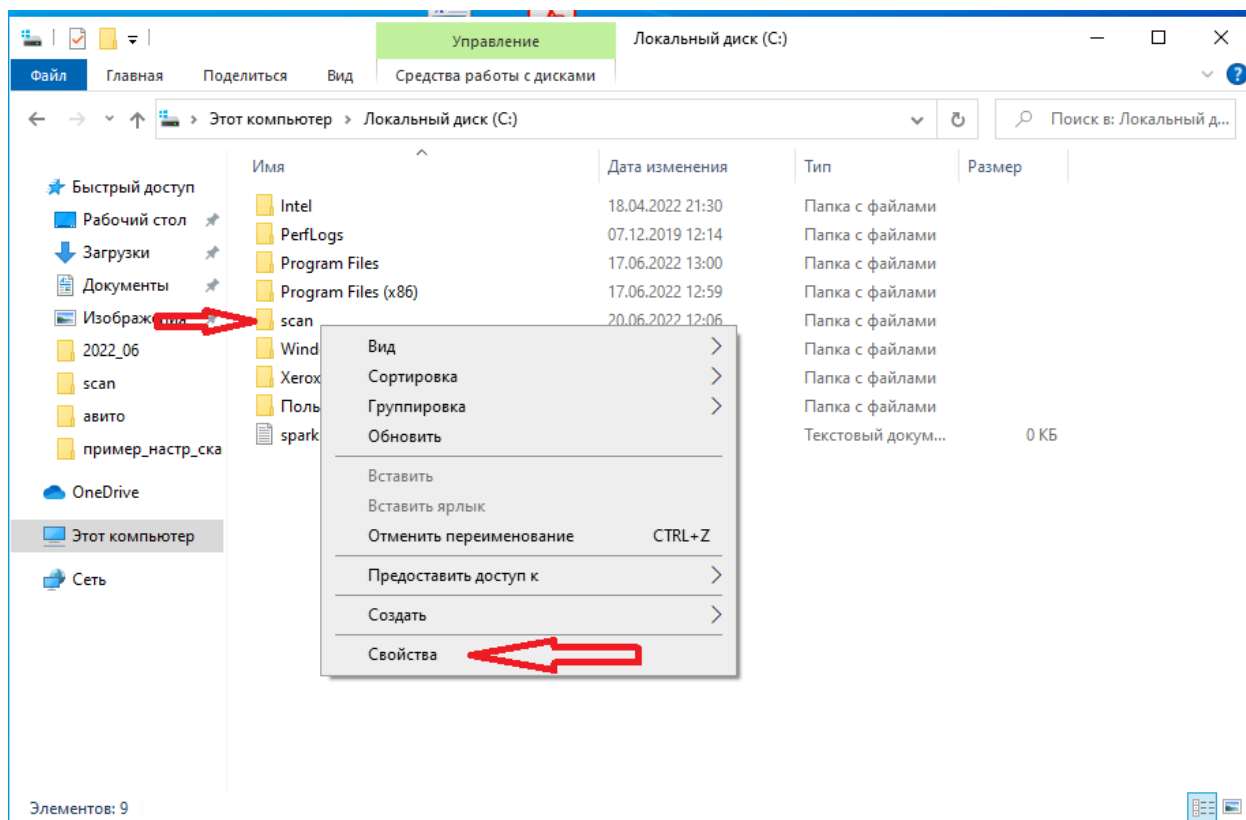 Управление
Локальный диск (C:)
Файл Главная Поделиться Вид Средства работы с дисками
Этот компьютер > Локальный диск (C:)
Поиск в: Локальный д...
Имя Дата изменения Тип Размер
Быстрый доступ
Рабочий стол
Загрузки
Документы
2022_06
scan
авито
пример_настр_ска
OneDrive
Этот компьютер
Сеть
Intel 18.04.2022 21:30 Папка с файлами
PerfLogs 07.12.2019 12:14 Папка с файлами
Program Files 17.06.2022 13:00 Папка с файлами
Program Files (x86) 17.06.2022 12:59 Папка с файлами
scan 20.06.2022 12:06 Папка с файлами
Wind Папка с файлами
Xerox Папка с файлами
Поль Папка с файлами
spark Текстовый докум... 0 КБ
Вид
Сортировка
Группировка
Обновить
Вставить
Вставить ярлык
Отменить переименование CTRL+Z
Предоставить доступ к
Создать
Свойства
Элементов: 9